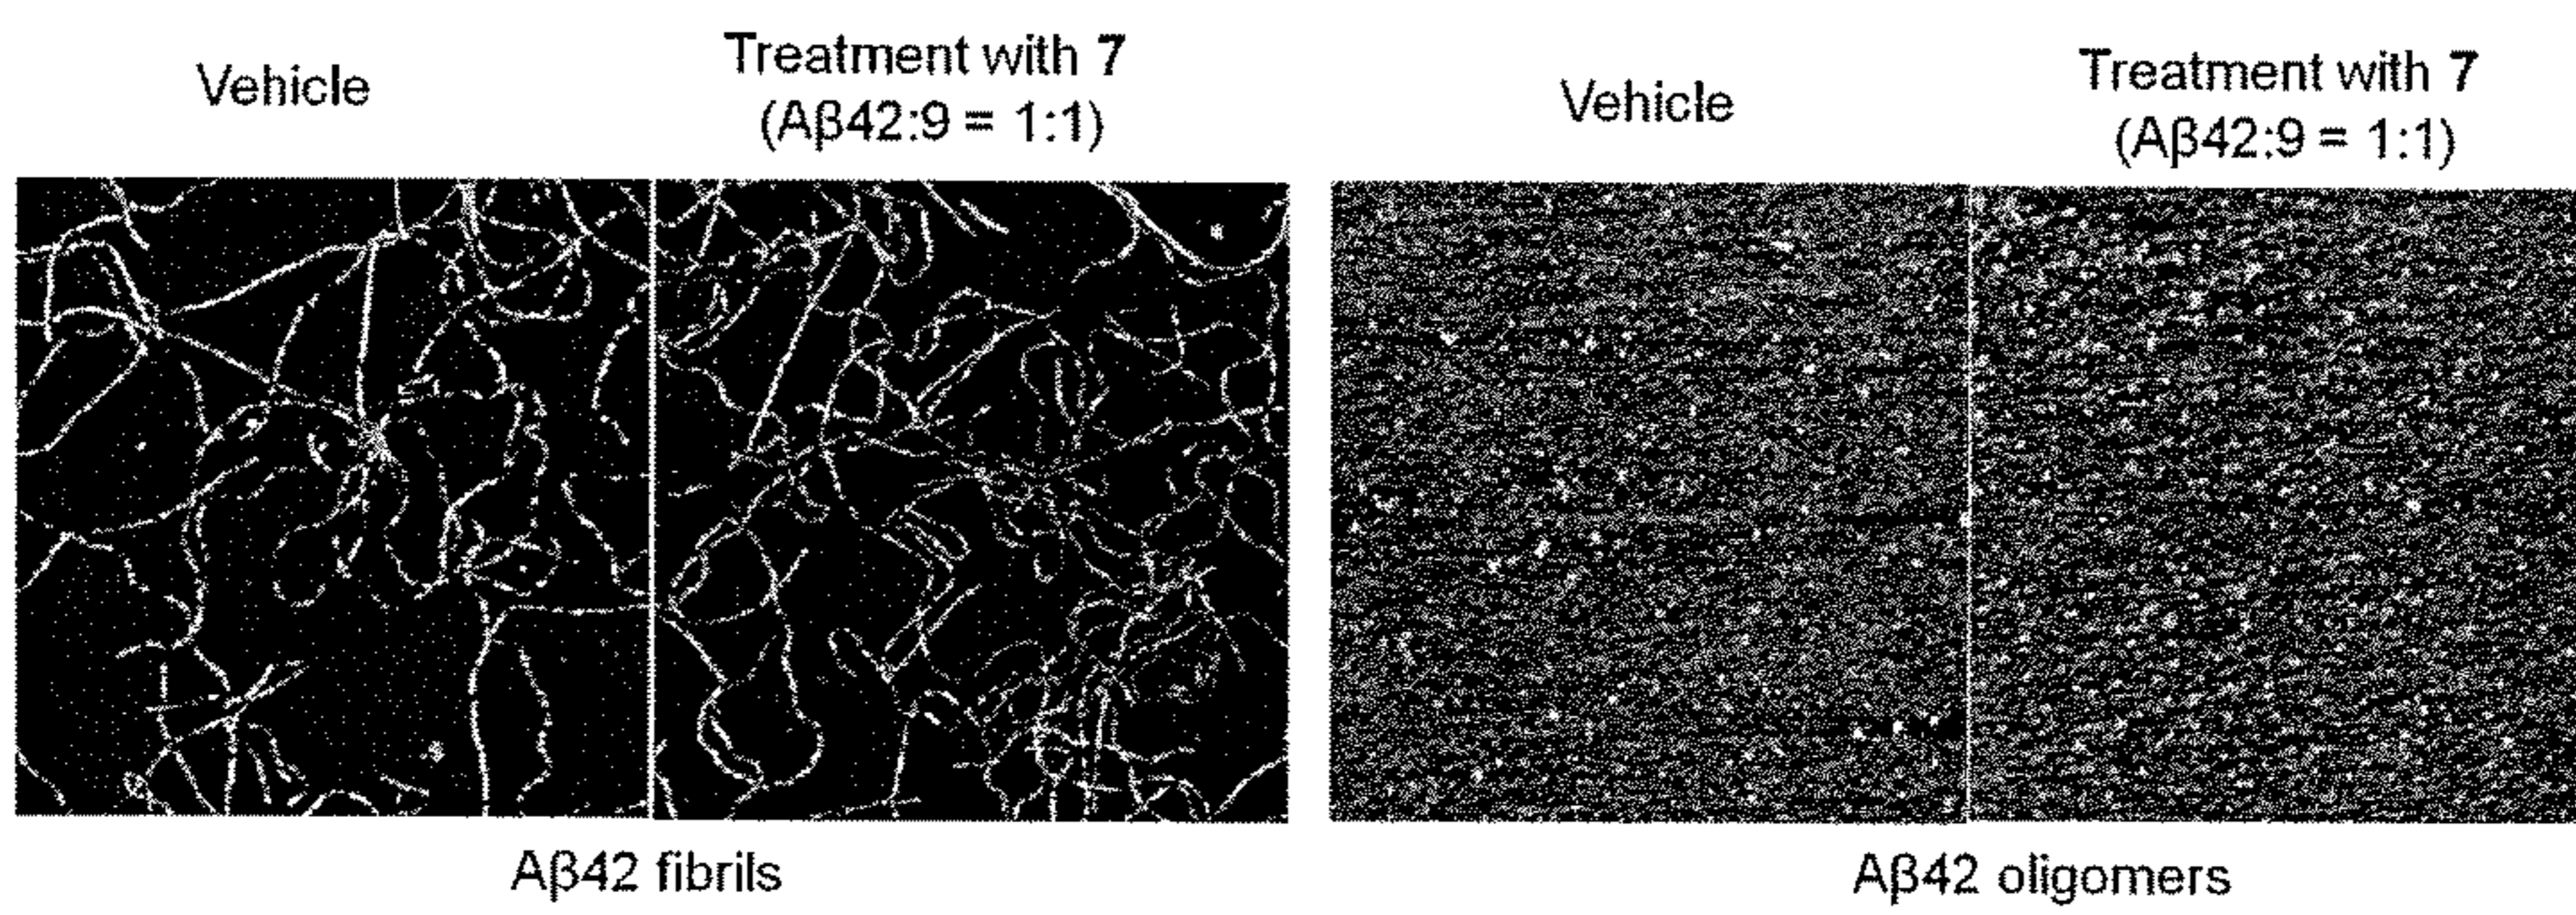 Vehicle
Treatment with 7
(Aβ42:9 = 1:1)
Vehicle
Treatment with 7
(Aβ42:9 = 1:1)
Aβ42 fibrils
Aβ42 oligomers